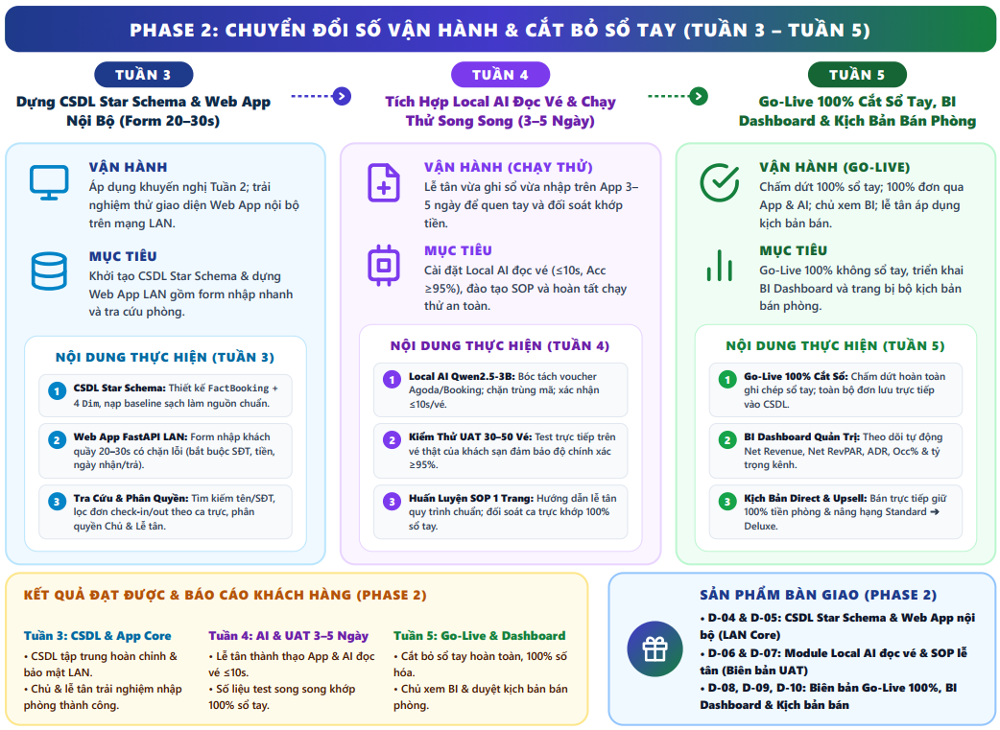 PHASE 2: CHUYỂN ĐỔI SỐ VẬN HÀNH & CẮT BỎ SỔ TAY (TUẦN 3 – TUẦN 5)
TUẦN 3
Dựng CSDL Star Schema & Web App
Nội Bộ (Form 20–30s)
TUẦN 4
Tích Hợp Local AI Đọc Vé & Chạy
Thử Song Song (3–5 Ngày)
TUẦN 5
Go-Live 100% Cắt Sổ Tay, BI
Dashboard & Kịch Bản Bán Phòng
VẬN HÀNH
Áp dụng khuyến nghị Tuần 2; trải
nghiệm thử giao diện Web App nội bộ
trên mạng LAN.
MỤC TIÊU
Khởi tạo CSDL Star Schema & dựng
Web App LAN gồm form nhập nhanh
và tra cứu phòng.
NỘI DUNG THỰC HIỆN (TUẦN 3)
1 CSDL Star Schema: Thiết kế FactBooking +
4 Dim, nạp baseline sạch làm nguồn chuẩn.
2 Web App FastAPI LAN: Form nhập khách
quầy 20–30s có chặn lỗi (bắt buộc SĐT, tiền,
ngày nhận/trả).
3 Tra Cứu & Phân Quyền: Tìm kiếm tên/SĐT,
lọc đơn check-in/out theo ca trực, phân
quyền Chủ & Lễ tân.
VẬN HÀNH (CHẠY THỬ)
Lễ tân vừa ghi sổ vừa nhập trên App 3–
5 ngày để quen tay và đối soát khớp
tiền.
MỤC TIÊU
Cài đặt Local AI đọc vé (≤10s, Acc
≥95%), đào tạo SOP và hoàn tất chạy
thử an toàn.
NỘI DUNG THỰC HIỆN (TUẦN 4)
1 Local AI Qwen2.5-3B: Bóc tách voucher
Agoda/Booking; chặn trùng mã; xác nhận
≤10s/vé.
2 Kiểm Thử UAT 30–50 Vé: Test trực tiếp trên
vé thật của khách sạn đảm bảo độ chính xác
≥95%.
3 Huấn Luyện SOP 1 Trang: Hướng dẫn lễ tân
quy trình chuẩn; đối soát ca trực khớp 100%
sổ tay.
VẬN HÀNH (GO-LIVE)
Chấm dứt 100% sổ tay; 100% đơn qua
App & AI; chủ xem BI; lễ tân áp dụng
kịch bản bán.
MỤC TIÊU
Go-Live 100% không sổ tay, triển khai
BI Dashboard và trang bị bộ kịch bản
bán phòng.
NỘI DUNG THỰC HIỆN (TUẦN 5)
1 Go-Live 100% Cắt Sổ: Chấm dứt hoàn toàn
ghi chép sổ tay; toàn bộ đơn lưu trực tiếp
vào CSDL.
2 BI Dashboard Quản Trị: Theo dõi tự động
Net Revenue, Net RevPAR, ADR, Occ% & tỷ
trọng kênh.
3 Kịch Bản Direct & Upsell: Bán trực tiếp giữ
100% tiền phòng & nâng hạng Standard ➔
Deluxe.
KẾT QUẢ ĐẠT ĐƯỢC & BÁO CÁO KHÁCH HÀNG (PHASE 2)
Tuần 3: CSDL & App Core
• CSDL tập trung hoàn chỉnh &
bảo mật LAN.
• Chủ & lễ tân trải nghiệm nhập
phòng thành công.
Tuần 4: AI & UAT 3–5 Ngày
• Lễ tân thành thạo App & AI đọc
vé ≤10s.
• Số liệu test song song khớp
100% sổ tay.
Tuần 5: Go-Live & Dashboard
• Cắt bỏ sổ tay hoàn toàn, 100% số
hóa.
• Chủ xem BI & duyệt kịch bản bán
phòng.
SẢN PHẨM BÀN GIAO (PHASE 2)
• D-04 & D-05: CSDL Star Schema & Web App nội
bộ (LAN Core)
• D-06 & D-07: Module Local AI đọc vé & SOP lễ
tân (Biên bản UAT)
• D-08, D-09, D-10: Biên bản Go-Live 100%, BI
Dashboard & Kịch bản bán